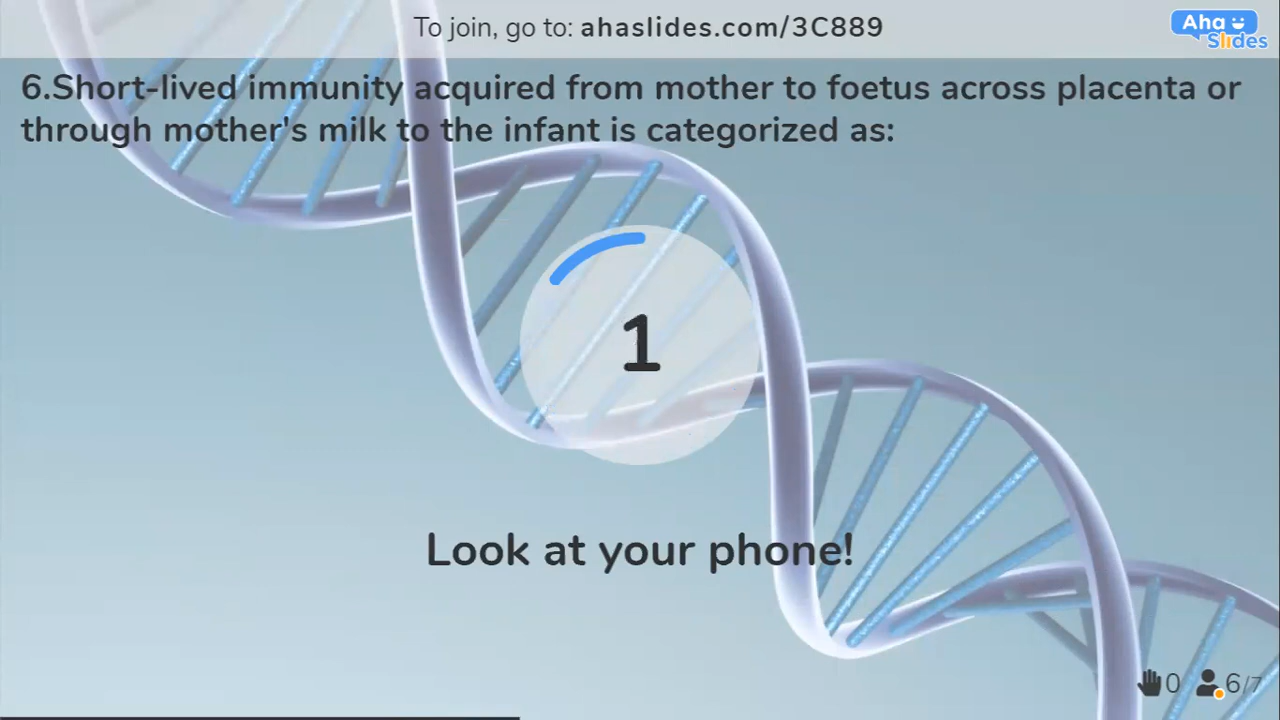 To join, go to: ahaslides.com/3C889
Aha
Slides
6.Short-lived immunity acquired from mother to foetus across placenta or
through mother's milk to the infant is categorized as:
1
Look at your phone!
0 6/7